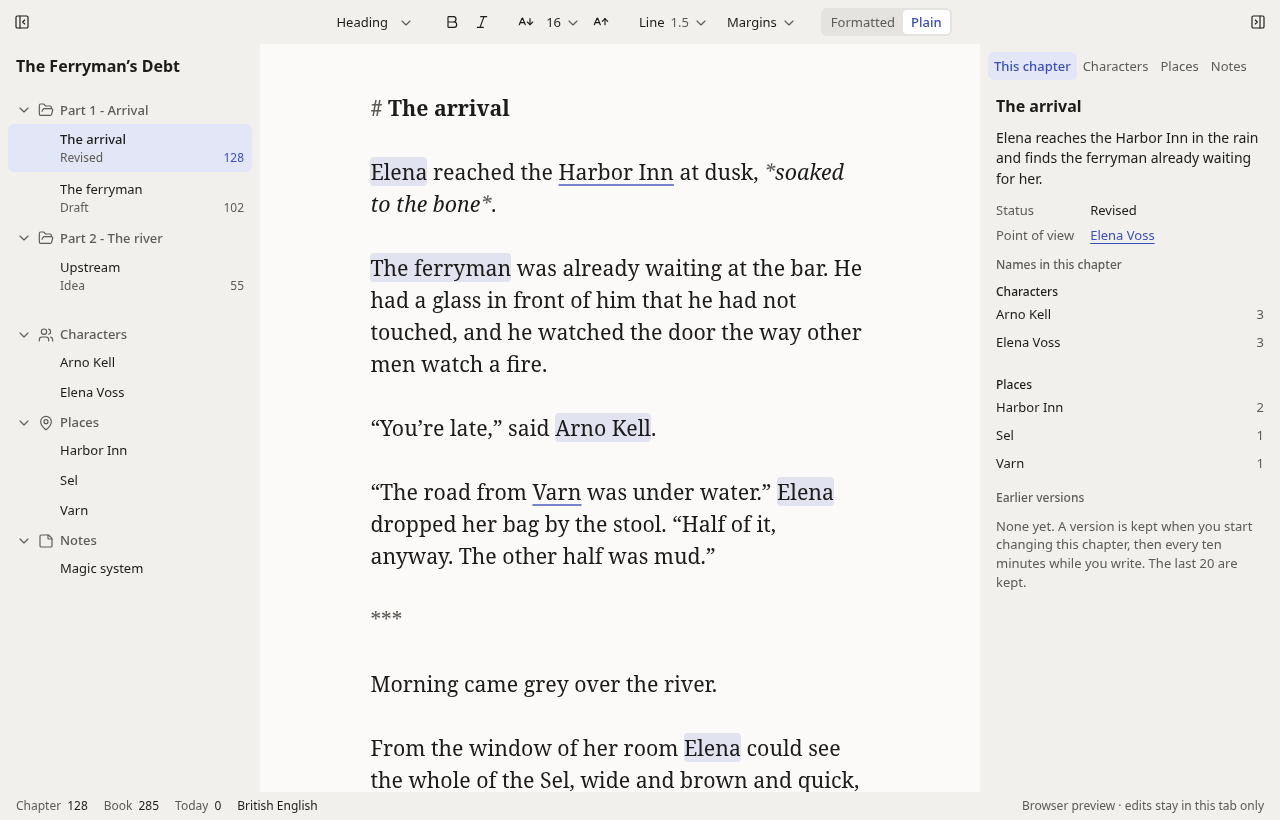 Heading
B
I
A
16
A
Line 1.5
Margins
Formatted
Plain
The Ferryman’s Debt
Part 1 - Arrival
The arrival
Revised 128
The ferryman
Draft 102
Part 2 - The river
Upstream
Idea 55
Characters
Arno Kell
Elena Voss
Places
Harbor Inn
Sel
Varn
Notes
Magic system
# The arrival
Elena reached the Harbor Inn at dusk, *soaked
to the bone*.
The ferryman was already waiting at the bar. He
had a glass in front of him that he had not
touched, and he watched the door the way other
men watch a fire.
“You’re late,” said Arno Kell.
“The road from Varn was under water.” Elena
dropped her bag by the stool. “Half of it,
anyway. The other half was mud.”
***
Morning came grey over the river.
From the window of her room Elena could see
the whole of the Sel, wide and brown and quick,
This chapter
Characters
Places
Notes
The arrival
Elena reaches the Harbor Inn in the rain
and finds the ferryman already waiting
for her.
Status Revised
Point of view Elena Voss
Names in this chapter
Characters
Arno Kell 3
Elena Voss 3
Places
Harbor Inn 2
Sel 1
Varn 1
Earlier versions
None yet. A version is kept when you start
changing this chapter, then every ten
minutes while you write. The last 20 are
kept.
Chapter 128 Book 285 Today 0 British English
Browser preview · edits stay in this tab only